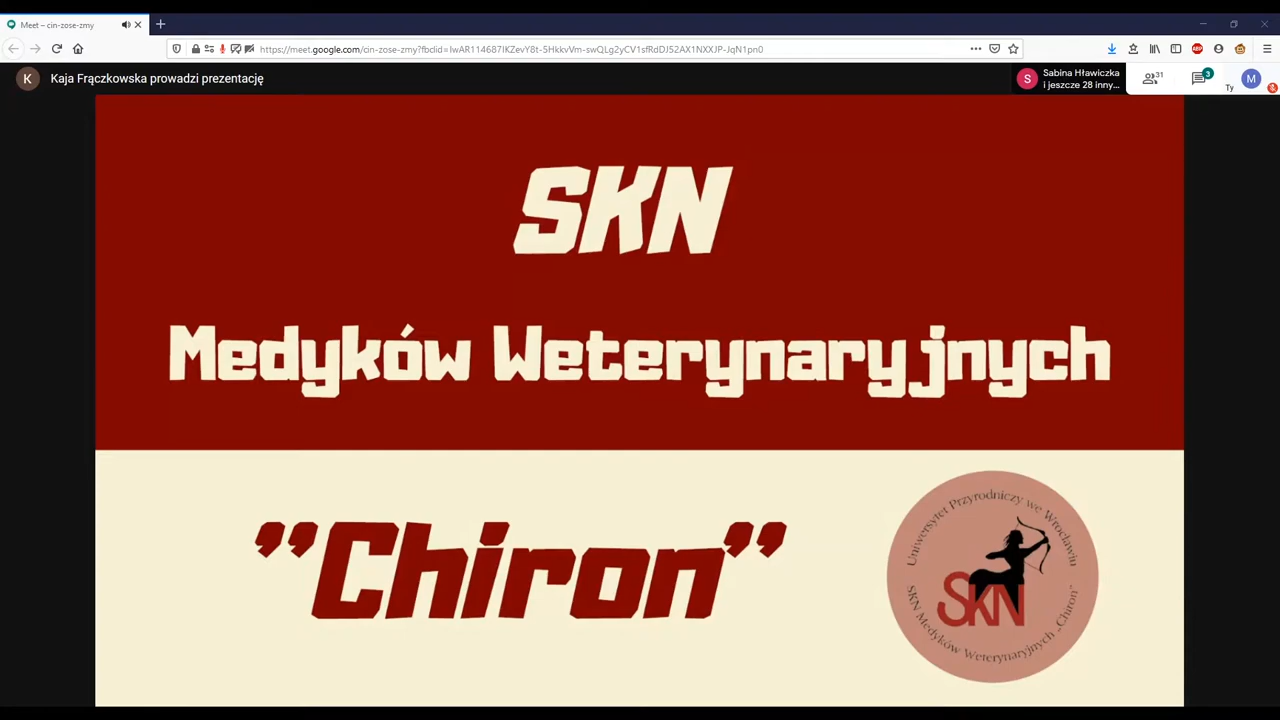 Meet – cin-zose-zmy
https://meet.google.com/cin-zose-zmy?fbclid=IwAR114687IKZevY8t-5HkkvVm-swQLg2yCV1sfRdDJ52AX1NXXJP-JqN1pn0
ABP
K
Kaja Frączkowska prowadzi prezentację
S
Sabina Hławiczka
i jeszcze 28 inny...
31
3
Ty
M
SKN
Medyków Weterynaryjnych
"Chiron"
Uniwersytet Przyrodniczy we Wrocławiu
SKN
SKN Medyków Weterynaryjnych „Chiron"